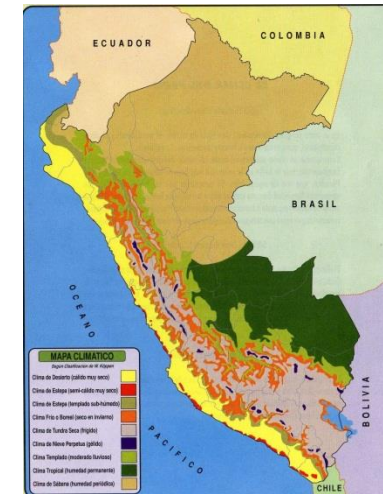 ECUADOR
COLOMBIA
BRASIL
OCEANO
PACIFICO
BOLIVIA
CHILE
MAPA CLIMATICO
Según Clasificación de W. Köppen
Clima de Desierto (cálido muy seco)
Clima de Estepa (semi-cálido muy seco)
Clima de Estepa (templado sub-húmedo)
Clima Frío o Boreal (seco en invierno)
Clima de Tundra Seca (frígido)
Clima de Nieve Perpetua (gélido)
Clima Templado (moderado lluvioso)
Clima Tropical (humedad permanente)
Clima de Sábana (humedad periódica)